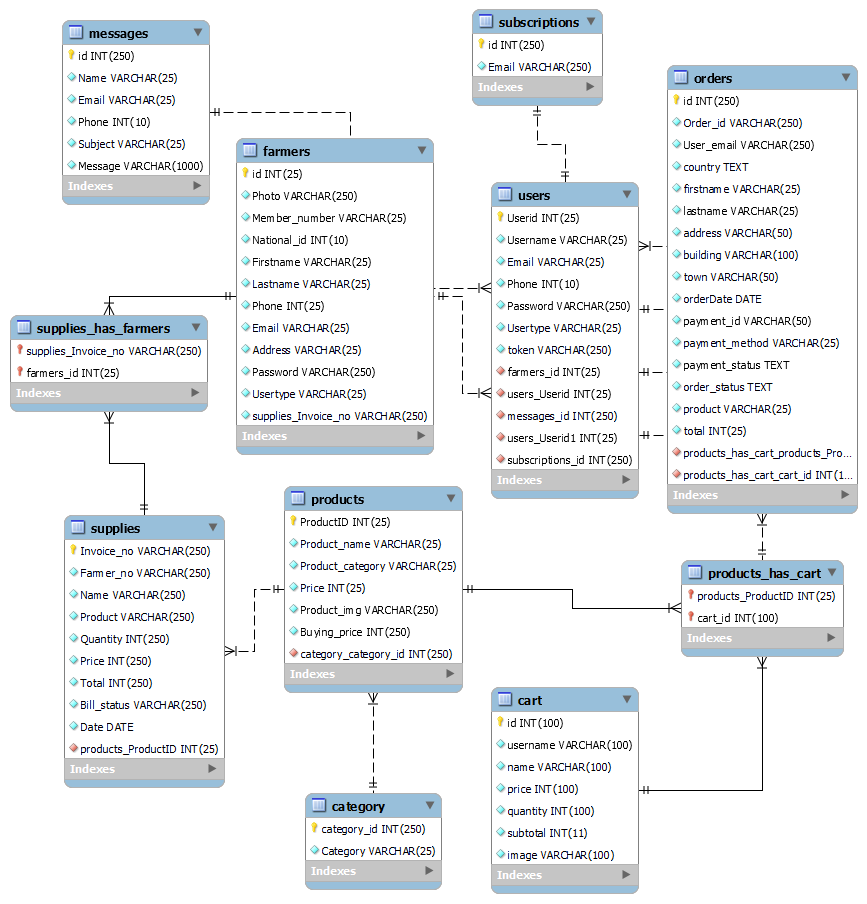 messages
id INT(250)
Name VARCHAR(25)
Email VARCHAR(25)
Phone INT(10)
Subject VARCHAR(25)
Message VARCHAR(1000)
Indexes
subscriptions
id INT(250)
Email VARCHAR(250)
Indexes
orders
id INT(250)
Order_id VARCHAR(250)
User_email VARCHAR(250)
country TEXT
firstname VARCHAR(25)
lastname VARCHAR(25)
address VARCHAR(50)
building VARCHAR(100)
town VARCHAR(50)
orderDate DATE
payment_id VARCHAR(50)
payment_method VARCHAR(25)
payment_status TEXT
order_status TEXT
product VARCHAR(25)
total INT(25)
products_has_cart_products_Pro...
products_has_cart_cart_id INT(1...
Indexes
farmers
id INT(25)
Photo VARCHAR(250)
Member_number VARCHAR(25)
National_id INT(10)
Firstname VARCHAR(25)
Lastname VARCHAR(25)
Phone INT(25)
Email VARCHAR(25)
Address VARCHAR(25)
Password VARCHAR(250)
Usertype VARCHAR(25)
supplies_Invoice_no VARCHAR(250)
Indexes
users
Userid INT(25)
Username VARCHAR(25)
Email VARCHAR(25)
Phone INT(10)
Password VARCHAR(250)
Usertype VARCHAR(25)
token VARCHAR(250)
farmers_id INT(25)
users_Userid INT(25)
messages_id INT(250)
users_Userid1 INT(25)
subscriptions_id INT(250)
Indexes
supplies_has_farmers
supplies_Invoice_no VARCHAR(250)
farmers_id INT(25)
Indexes
supplies
Invoice_no VARCHAR(250)
Farmer_no VARCHAR(250)
Name VARCHAR(250)
Product VARCHAR(250)
Quantity INT(250)
Price INT(250)
Total INT(250)
Bill_status VARCHAR(250)
Date DATE
products_ProductID INT(25)
Indexes
products
ProductID INT(25)
Product_name VARCHAR(25)
Product_category VARCHAR(25)
Price INT(25)
Product_img VARCHAR(250)
Buying_price INT(250)
category_category_id INT(250)
Indexes
products_has_cart
products_ProductID INT(25)
cart_id INT(100)
Indexes
cart
id INT(100)
username VARCHAR(100)
name VARCHAR(100)
price INT(100)
quantity INT(100)
subtotal INT(11)
image VARCHAR(100)
Indexes
category
category_id INT(250)
Category VARCHAR(25)
Indexes